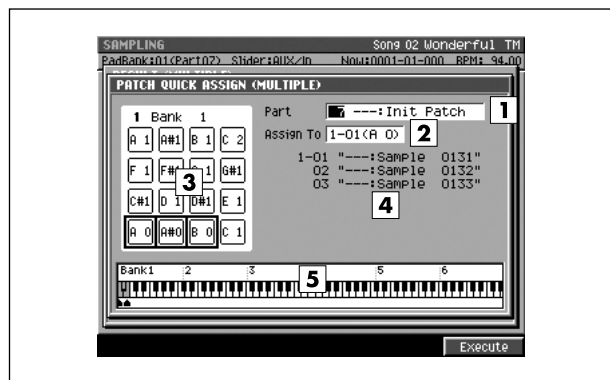 SAMPLING Song 02 Wonderful TM
PadBank:01(Part07) Slider:AUX/In Now:0001-01-000 BPM: 94.00
RESULT (MULTIPLE)
PATCH QUICK ASSIGN (MULTIPLE)
1 Bank 1
Part 7 ---:Init Patch 1
Assign To 1-01(A 0) 2
A 1 A#1 B 1 C 2
1-01 "---:Sample 0131"
02 "---:Sample 0132"
03 "---:Sample 0133"
F 1 F# 1 G#1
3
4
C#1 D 1 D#1 E 1
A 0 A#0 B 0 C 1
Bank1 2 3 5 5 6
Execute